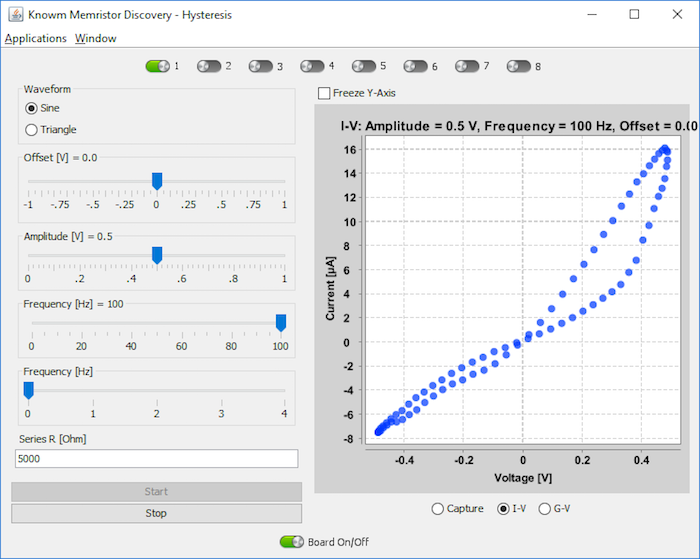 Knowm Memristor Discovery - Hysteresis
Applications Window
1 2 3 4 5 6 7 8
Waveform
Sine
Triangle
Offset [V] = 0.0
-1 -.75 -.5 -.25 0 .25 .5 .75 1
Amplitude [V] = 0.5
0 .2 .4 .6 .8 1
Frequency [Hz] = 100
0 20 40 60 80 100
Frequency [Hz]
0 1 2 3 4
Series R [Ohm]
5000
Start
Stop
Freeze Y-Axis
I-V: Amplitude = 0.5 V, Frequency = 100 Hz, Offset = 0.00
Current [µA]
16
14
12
10
8
6
4
2
0
-2
-4
-6
-8
-0.4 -0.2 0 0.2 0.4
Voltage [V]
Capture I-V G-V
Board On/Off